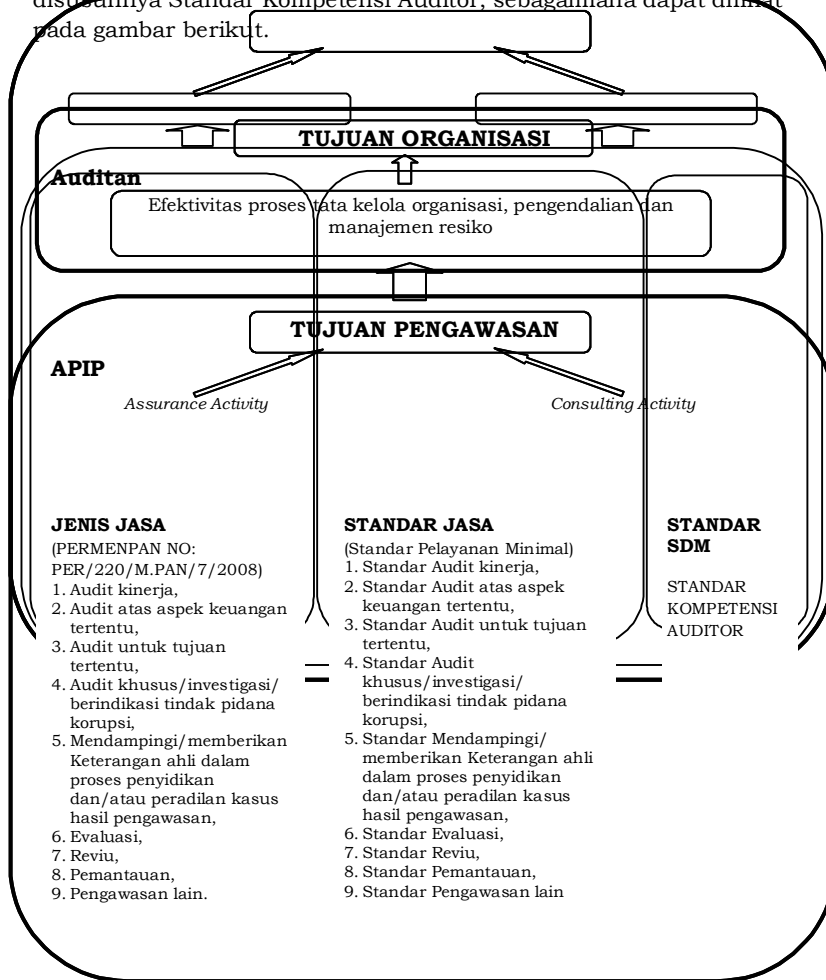 disusunnya Standar Kompetensi Auditor, sebagaimana dapat dilihat
pada gambar berikut.
TUJUAN ORGANISASI
Auditan
Efektivitas proses tata kelola organisasi, pengendalian dan
manajemen resiko
TUJUAN PENGAWASAN
APIP
Assurance Activity
Consulting Activity
JENIS JASA
(PERMENPAN NO:
PER/220/M.PAN/7/2008)
1. Audit kinerja,
2. Audit atas aspek keuangan
tertentu,
3. Audit untuk tujuan
tertentu,
4. Audit khusus/investigasi/
berindikasi tindak pidana
korupsi,
5. Mendampingi/memberikan
Keterangan ahli dalam
proses penyidikan
dan/atau peradilan kasus
hasil pengawasan,
6. Evaluasi,
7. Reviu,
8. Pemantauan,
9. Pengawasan lain.
STANDAR JASA
(Standar Pelayanan Minimal)
1. Standar Audit kinerja,
2. Standar Audit atas aspek
keuangan tertentu,
3. Standar Audit untuk tujuan
tertentu,
4. Standar Audit
khusus/investigasi/
berindikasi tindak pidana
korupsi,
5. Standar Mendampingi/
memberikan Keterangan ahli
dalam proses penyidikan
dan/atau peradilan kasus
hasil pengawasan,
6. Standar Evaluasi,
7. Standar Reviu,
8. Standar Pemantauan,
9. Standar Pengawasan lain
STANDAR
SDM
STANDAR
KOMPETENSI
AUDITOR